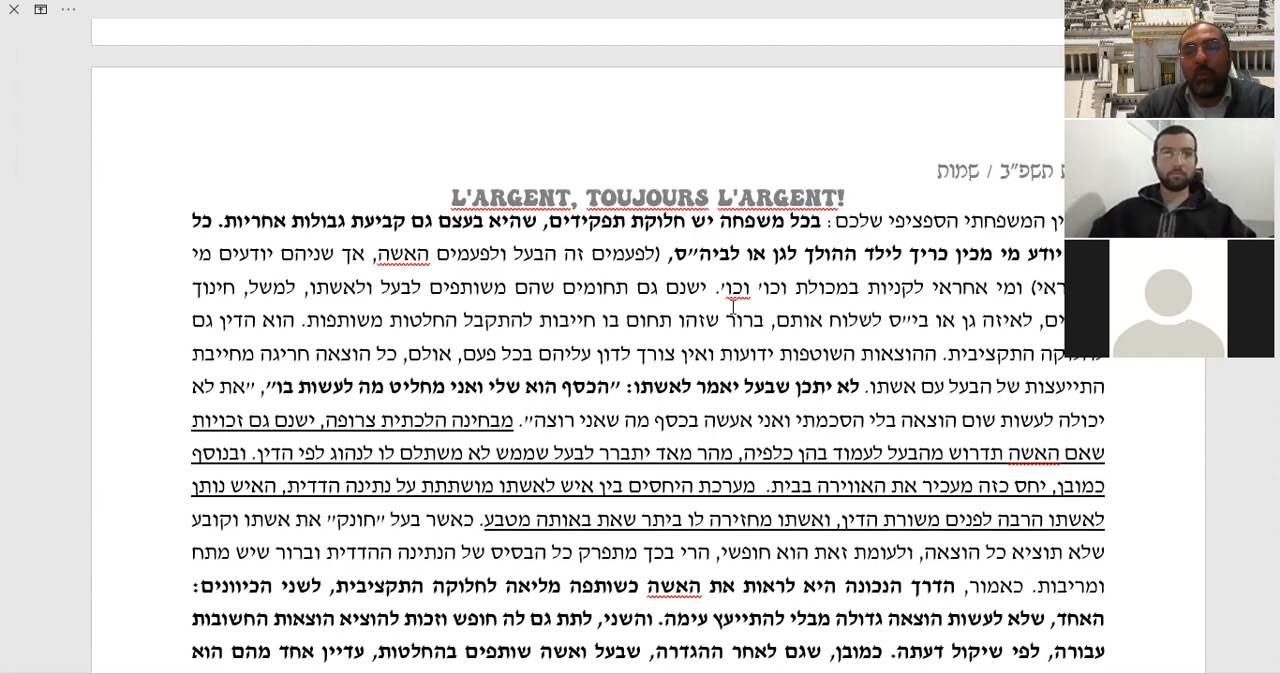 תשפ"ב / שמות
L'ARGENT, TOUJOURS L'ARGENT!
המשפחתי הספציפי שלכם: בכל משפחה יש חלוקת תפקידים, שהיא בעצם גם קביעת גבולות אחריות. כל
יודע מי מכין כריך לילד ההולך לגן או לביה"ס, (לפעמים זה הבעל ולפעמים האשה, אך שניהם יודעים מי
ומי אחראי לקניות במכולת וכו' וכו'. ישנם גם תחומים שהם משותפים לבעל ולאשתו, למשל, חינוך
לאיזה גן או בי"ס לשלוח אותם, ברור שזהו תחום בו חייבות להתקבל החלטות משותפות. הוא הדין גם
התקציבית. ההוצאות השוטפות ידועות ואין צורך לדון עליהם בכל פעם, אולם, כל הוצאה חריגה מחייבת
התייעצות של הבעל עם אשתו. לא יתכן שבעל יאמר לאשתו: "הכסף הוא שלי ואני מחליט מה לעשות בו", "את לא
יכולה לעשות שום הוצאה בלי הסכמתי ואני אעשה בכסף מה שאני רוצה". מבחינה הלכתית צרופה, ישנם גם זכויות
שאם האשה תדרוש מהבעל לעמוד בהן כלפיה, מהר מאד יתברר לבעל שממש לא משתלם לו לנהוג לפי הדין. ובנוסף
כמובן, יחס כזה מעכיר את האווירה בבית. מערכת היחסים בין איש לאשתו מושתתת על נתינה הדדית, האיש נותן
לאשתו הרבה לפנים משורת הדין, ואשתו מחזירה לו ביתר שאת באותה מטבע. כאשר בעל "חונק" את אשתו וקובע
שלא תוציא כל הוצאה, ולעומת זאת הוא חופשי, הרי בכך מתפרק כל הבסיס של הנתינה ההדדית וברור שיש מתח
ומריבות. כאמור, הדרך הנכונה היא לראות את האשה כשותפה מליאה לחלוקה התקציבית, לשני הכיוונים:
האחד, שלא לעשות הוצאה גדולה מבלי להתייעץ עימה. והשני, לתת גם לה חופש וזכות להוציא הוצאות החשובות
עבורה, לפי שיקול דעתה. כמובן, שגם לאחר ההגדרה, שבעל ואשה שותפים בהחלטות, עדיין אחד מהם הוא